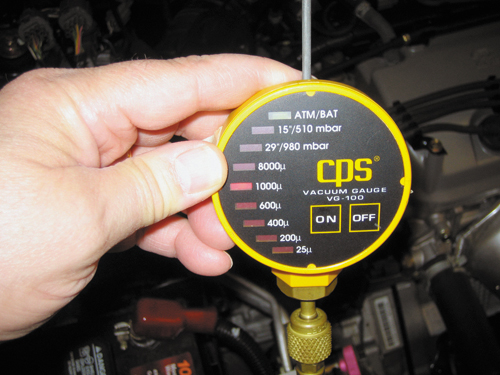 ATM/BAT
15"/510 mbar
29"/980 mbar
8000µ
1000µ
600µ
400µ
200µ
25µ
cps®
VACUUM GAUGE
VG-100
ON OFF